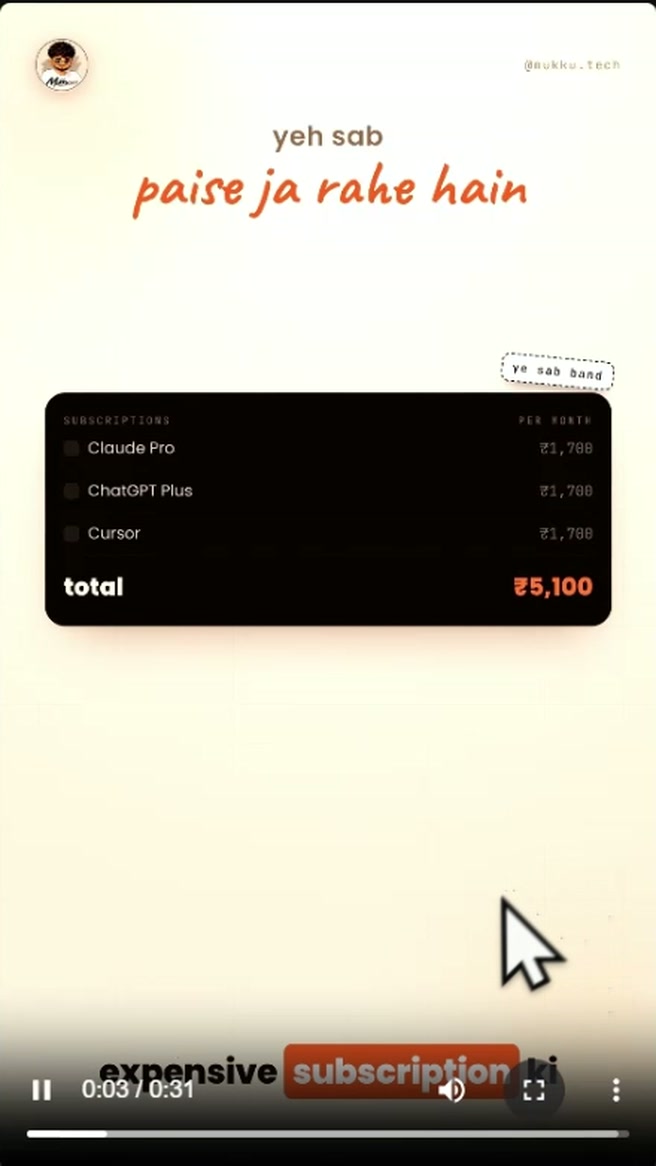 @mukku.tech
yeh sab
paise ja rahe hain
ye sab band
SUBSCRIPTIONS PER MONTH
Claude Pro ₹1,700
ChatGPT Plus ₹1,700
Cursor ₹1,700
total ₹5,100
expensive subscription ki
0:03 / 0:31